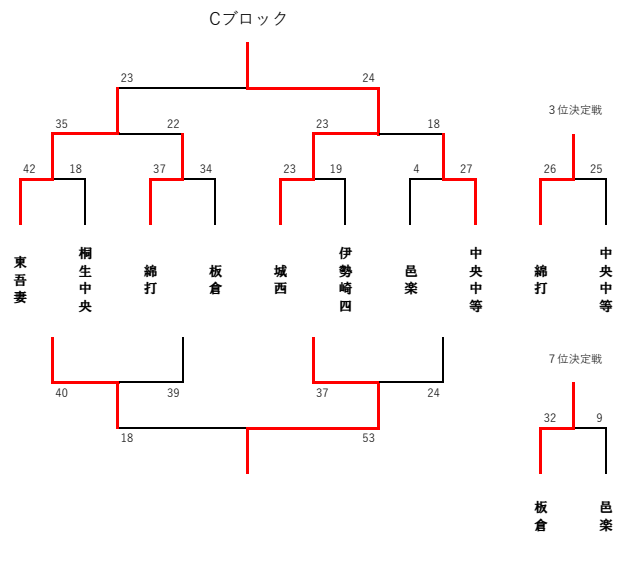 Cブロック
23 24
3位決定戦
35 22 23 18
42 18 37 34 23 19 4 27 26 25
東吾妻
桐生中央
綿打
板倉
城西
伊勢崎四
邑楽
中央中等
綿打
中央中等
7位決定戦
40 39 37 24
32 9
18 53
板倉
邑楽